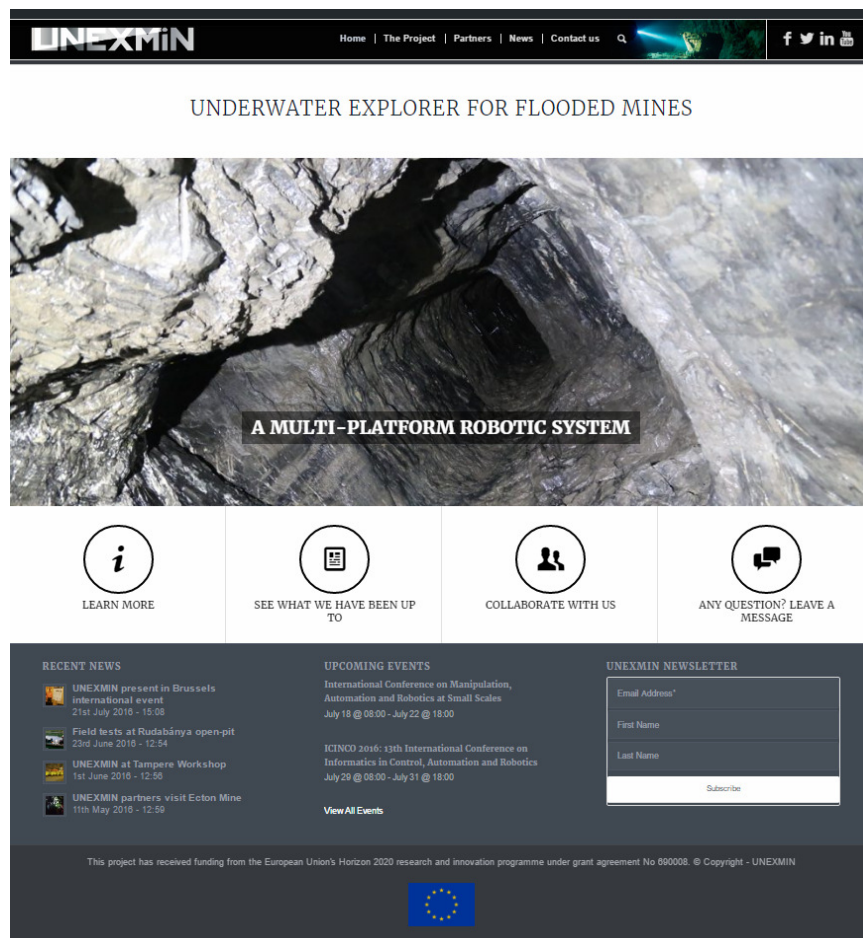 UNEXMiN
Home | The Project | Partners | News | Contact us
You
Tube
UNDERWATER EXPLORER FOR FLOODED MINES
A MULTI-PLATFORM ROBOTIC SYSTEM
LEARN MORE
SEE WHAT WE HAVE BEEN UP
TO
COLLABORATE WITH US
ANY QUESTION? LEAVE A
MESSAGE
RECENT NEWS
UNEXMIN present in Brussels
international event
21st July 2016 - 15:08
Field tests at Rudabánya open-pit
23rd June 2016 - 12:54
UNEXMIN at Tampere Workshop
1st June 2016 - 12:56
UNEXMIN partners visit Ecton Mine
11th May 2016 - 12:59
UPCOMING EVENTS
International Conference on Manipulation,
Automation and Robotics at Small Scales
July 18 @ 08:00 - July 22 @ 18:00
ICINCO 2016: 13th International Conference on
Informatics in Control, Automation and Robotics
July 29 @ 08:00 - July 31 @ 18:00
View All Events
UNEXMIN NEWSLETTER
Email Address*
First Name
Last Name
Subscribe
This project has received funding from the European Union's Horizon 2020 research and innovation programme under grant agreement No 690008. © Copyright - UNEXMIN